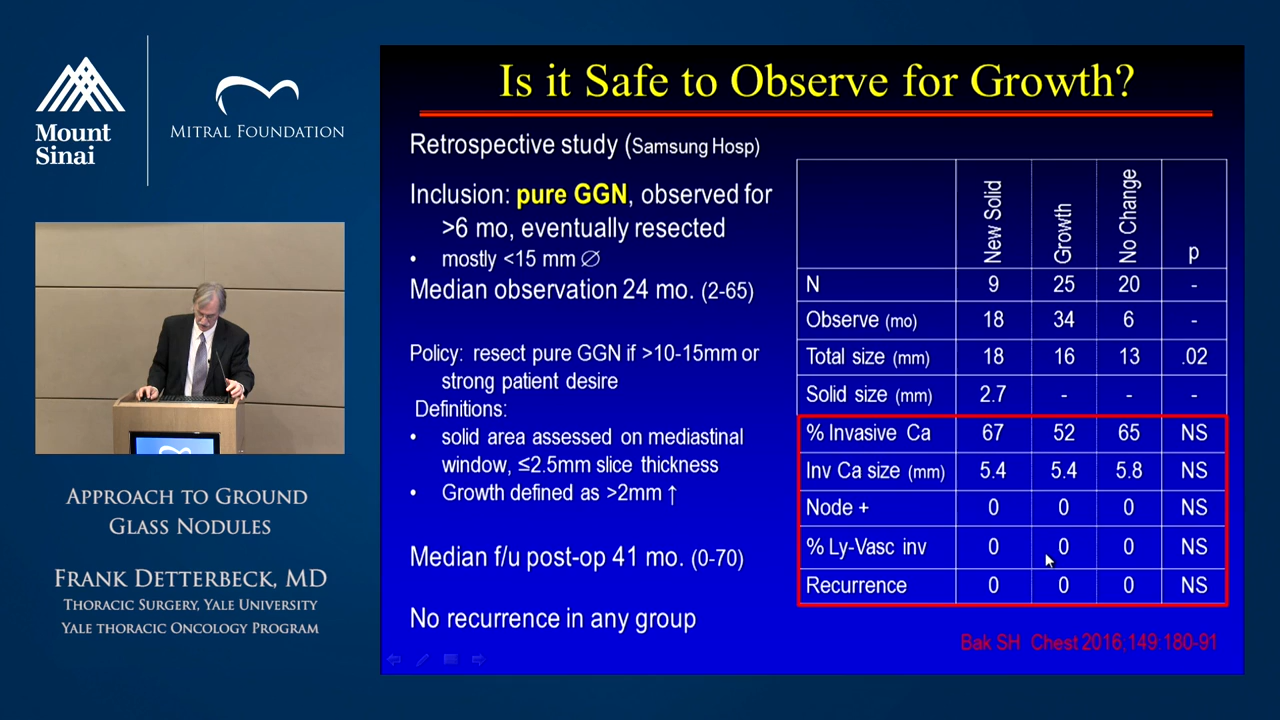 Mount
Sinai
MITRAL FOUNDATION
APPROACH TO GROUND
GLASS NODULES
FRANK DETTERBECK, MD
THORACIC SURGERY, YALE UNIVERSITY
YALE THORACIC ONCOLOGY PROGRAM
Is it Safe to Observe for Growth?
Retrospective study (Samsung Hosp)
Inclusion: pure GGN, observed for
>6 mo, eventually resected
• mostly <15 mm ∅
Median observation 24 mo. (2-65)
Policy: resect pure GGN if >10-15mm or
strong patient desire
Definitions:
• solid area assessed on mediastinal
window, ≤2.5mm slice thickness
• Growth defined as >2mm ↑
Median f/u post-op 41 mo. (0-70)
No recurrence in any group
New Solid Growth No Change p
N 9 25 20 -
Observe (mo) 18 34 6 -
Total size (mm) 18 16 13 .02
Solid size (mm) 2.7 - - -
% Invasive Ca 67 52 65 NS
Inv Ca size (mm) 5.4 5.4 5.8 NS
Node + 0 0 0 NS
% Ly-Vasc inv 0 0 0 NS
Recurrence 0 0 0 NS
Bak SH Chest 2016;149:180-91